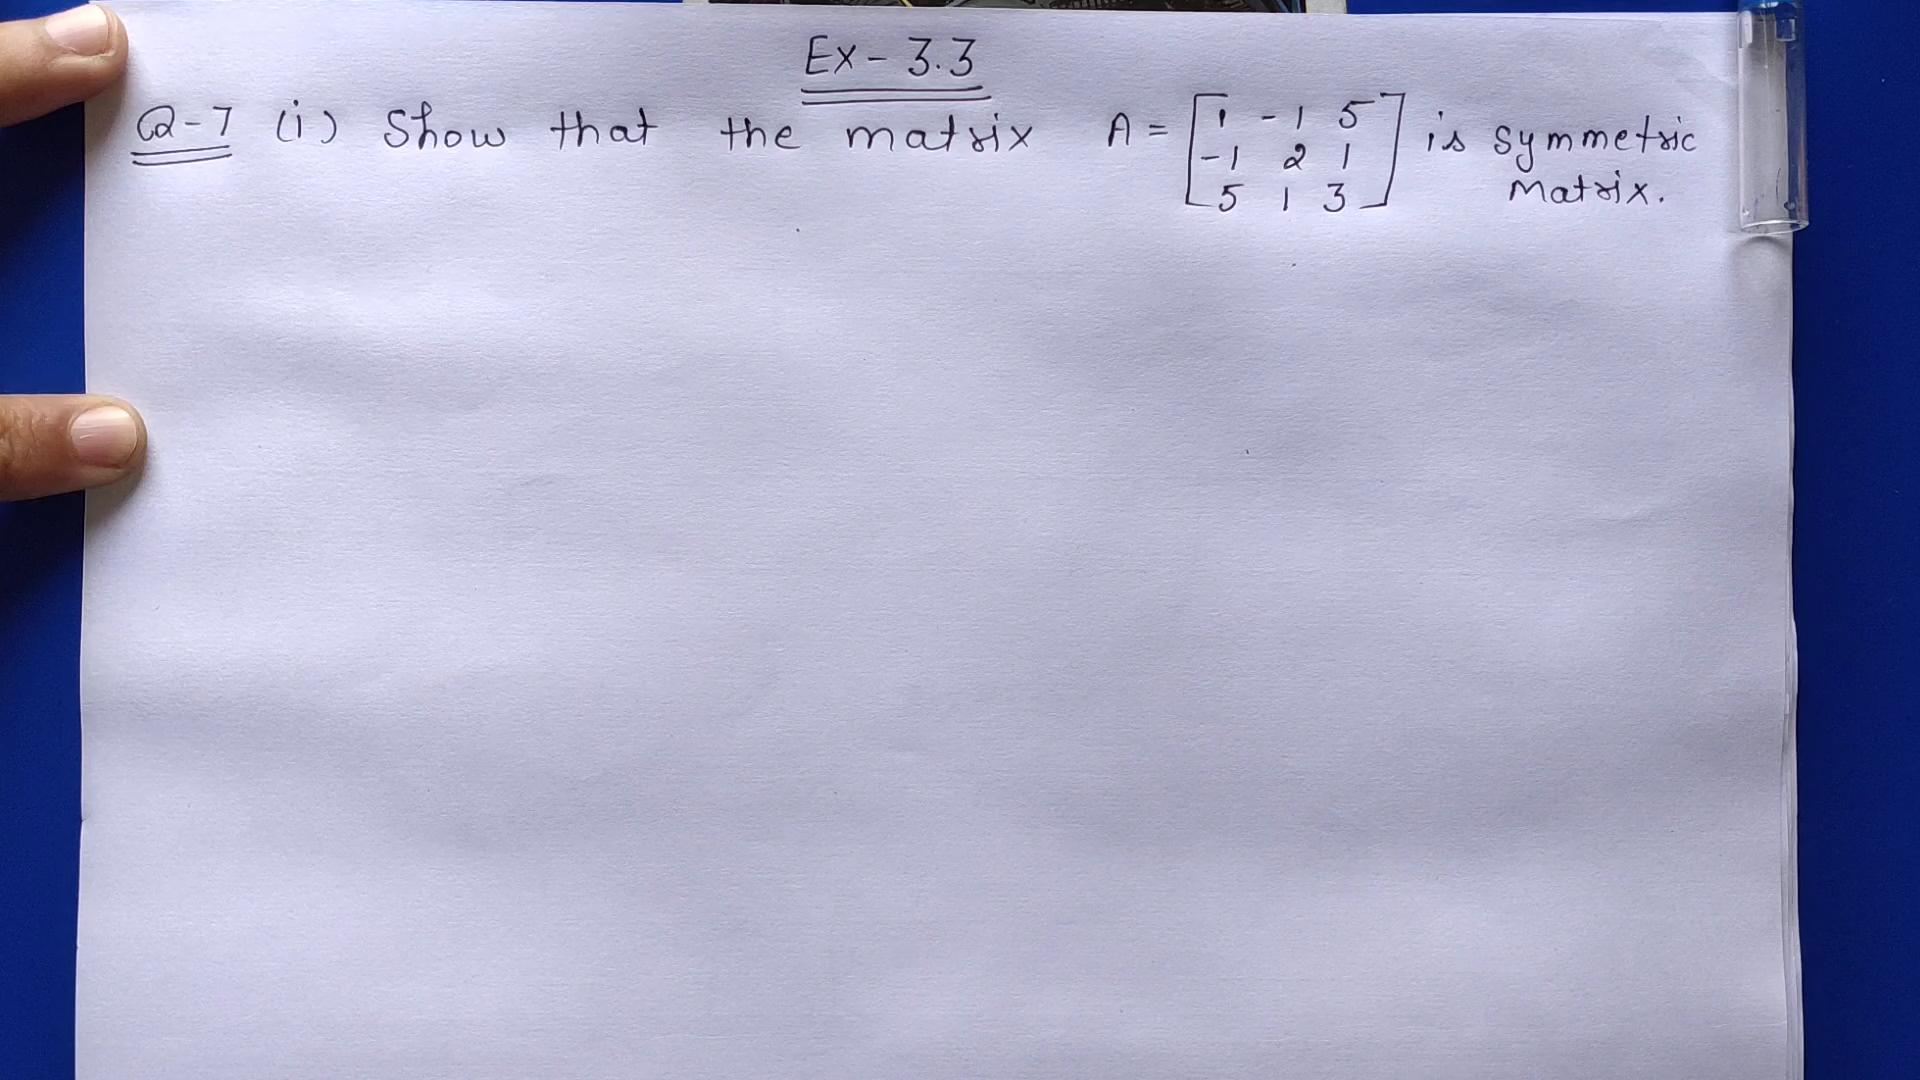 Ex - 3.3
Q-7 (i) Show that the matrix A = [1 -1 5 is symmetric
-1 2 1
5 1 3] Matrix.